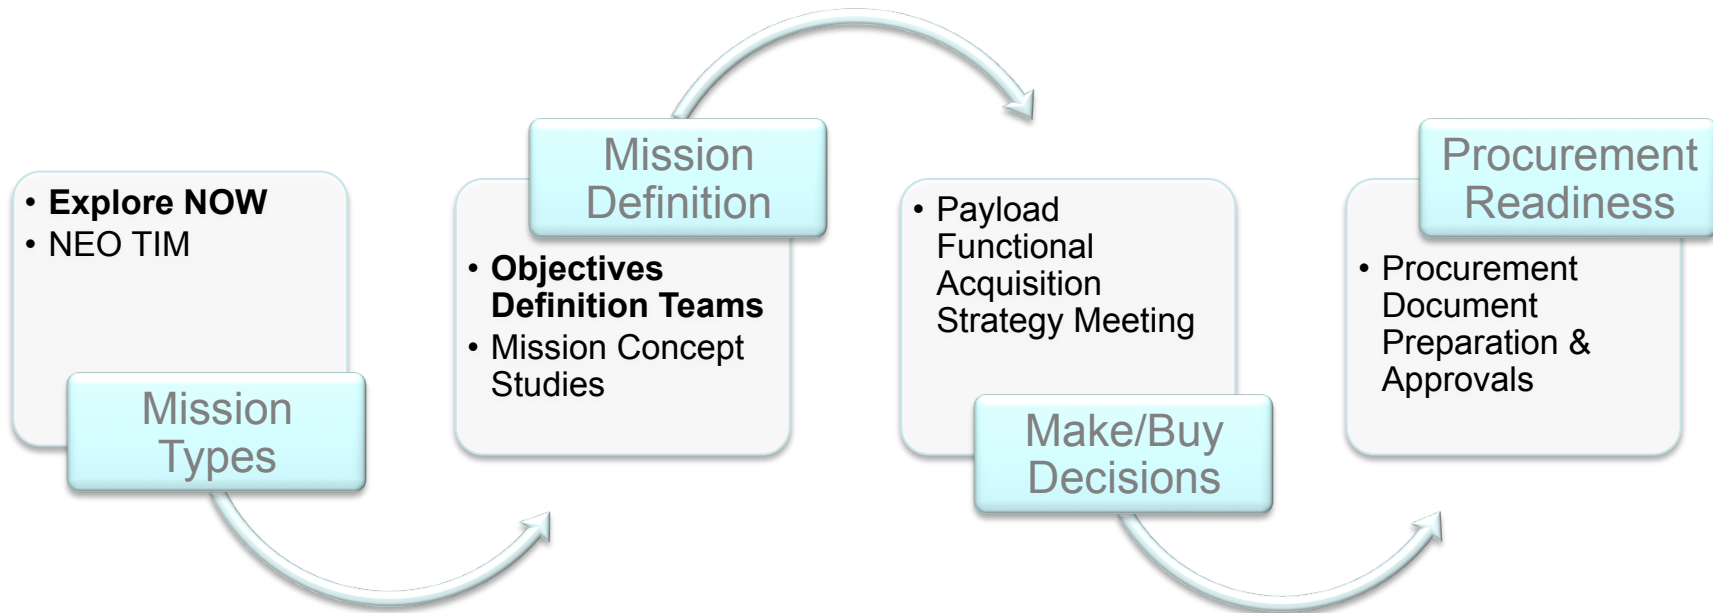 • Explore NOW
• NEO TIM
Mission
Types
Mission
Definition
• Objectives
Definition Teams
• Mission Concept
Studies
• Payload
Functional
Acquisition
Strategy Meeting
Make/Buy
Decisions
Procurement
Readiness
• Procurement
Document
Preparation &
Approvals